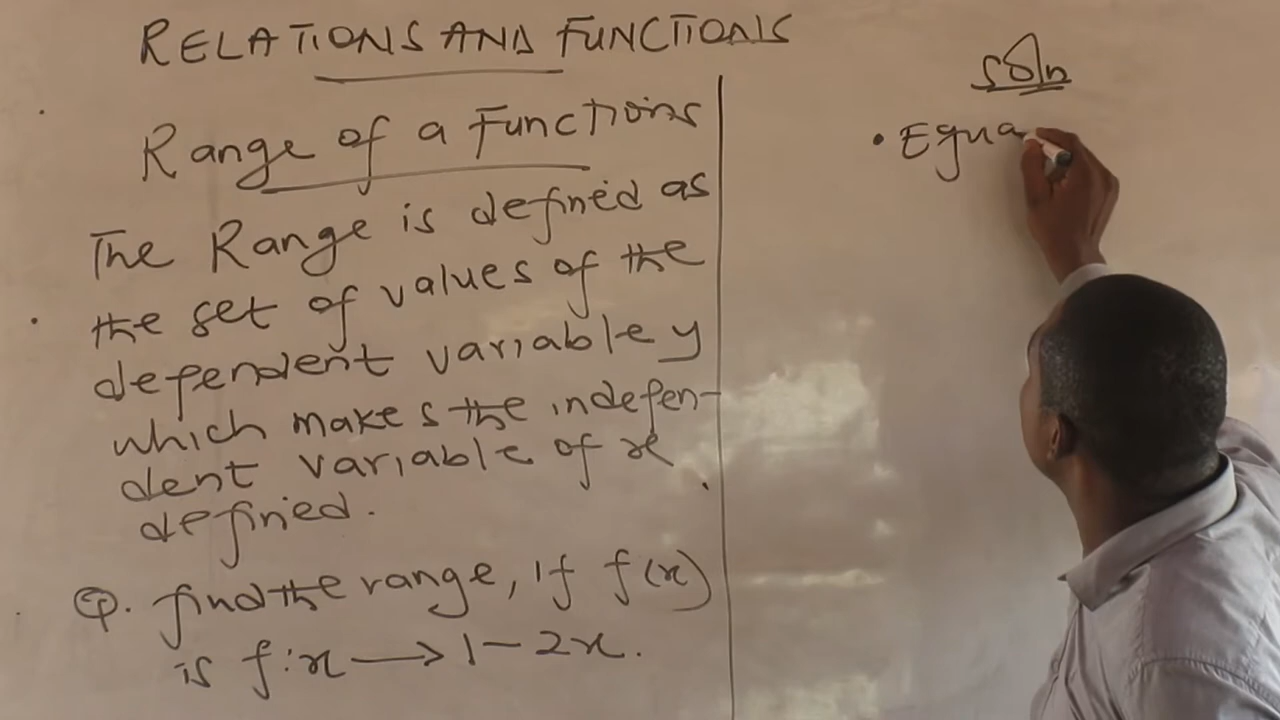 RELATIONS AND FUNCTIONS
Range of a Functions
The Range is defined as
the set of values of the
dependent variable y
which makes the indepen-
dent variable of x
defined.
Q. find the range, if f(x)
is f:x → 1-2x.
Soln
• Equa